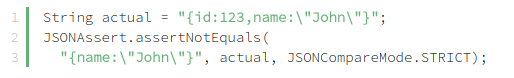 1 String actual = "{id:123,name:\"John\"}";
2 JSONAssert.assertNotEquals(
3   "{name:\"John\"}", actual, JSONCompareMode.STRICT);